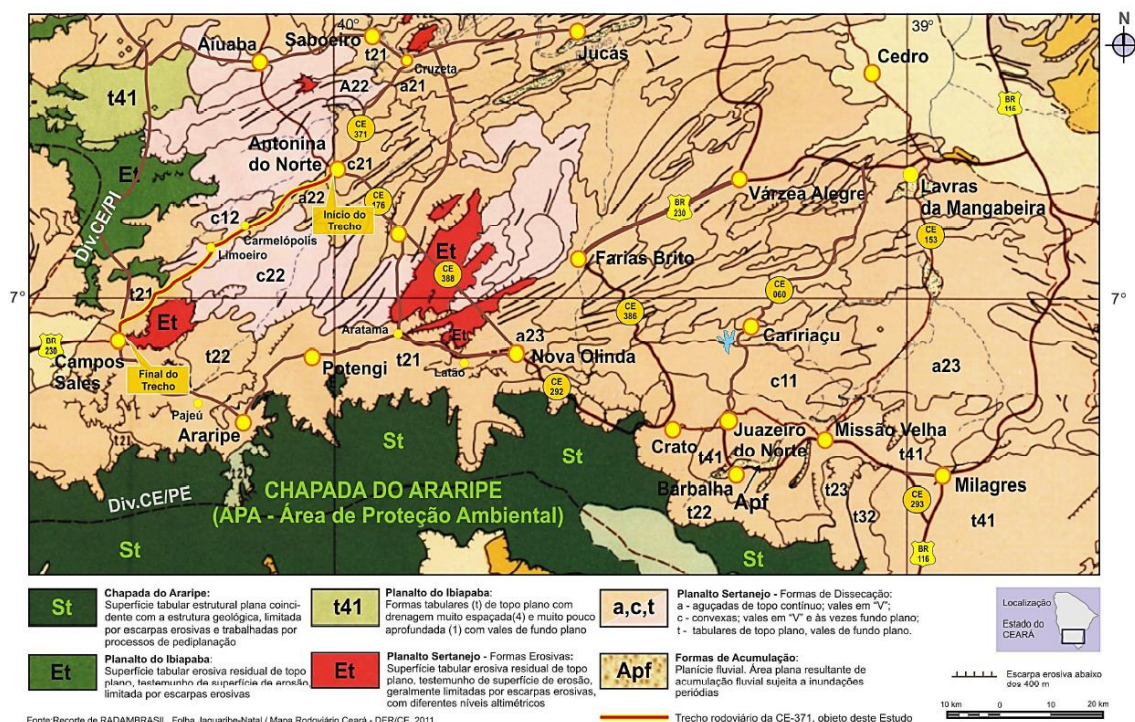 40° 39° N
Aiuaba
Saboeiro
t21
Cruzeta
Jucás
Cedro
t41
A22
a21
BR 116
CE 371
Antonina
do Norte
c21
a22
Et
CE 176
Início do
Trecho
Várzea Alegre
Lavras
da Mangabeira
BR 230
Div.CE/PI
c12
Carmelópolis
Limoeiro
c22
Et
CE 388
Farias Brito
CE 153
CE 060
7° 7°
t21
Et
CE 386
Aratama
Et
a23
Caririaçu
Campos
Sales
Final do
Trecho
t22
Potengi
t21
Latão
Nova Olinda
CE 292
c11
a23
Pajeú
Araripe
t21
St
St
Crato
Juazeiro
do Norte
Missão Velha
t41
t41
Barbalha
Apf
t22
t23
t32
CE 293
Milagres
t41
Div.CE/PE
CHAPADA DO ARARIPE
(APA - Área de Proteção Ambiental)
St
St
BR 116
St
Chapada do Araripe:
Superfície tabular estrutural plana coinci-
dente com a estrutura geológica, limitada
por escarpas erosivas e trabalhadas por
processos de pediplanação
Et
Planalto do Ibiapaba:
Superfície tabular erosiva residual de topo
plano, testemunho de superfície de erosão,
limitada por escarpas erosivas
t41
Planalto do Ibiapaba:
Formas tabulares (t) de topo plano com
drenagem muito espaçada(4) e muito pouco
aprofundada (1) com vales de fundo plano
Et
Planalto Sertanejo - Formas Erosivas:
Superfície tabular erosiva residual de topo
plano, testemunho de superfície de erosão,
geralmente limitadas por escarpas erosivas,
com diferentes níveis altimétricos
a,c,t
Planalto Sertanejo - Formas de Dissecação:
a - aguçadas de topo contínuo; vales em "V";
c - convexas; vales em "V" e às vezes fundo plano;
t - tabulares de topo plano, vales de fundo plano.
Apf
Formas de Acumulação:
Planície fluvial. Área plana resultante de
acumulação fluvial sujeita a inundações
periódias
Localização
Estado do
CEARÁ
Escarpa erosiva abaixo
dos 400 m
Trecho rodoviário da CE-371, objeto deste Estudo
10 km 0 10 20 km
Fonte:Recorte de RADAMBRASIL, Folha Jaguaribe-Natal / Mapa Rodoviário Ceará - DER/CE, 2011